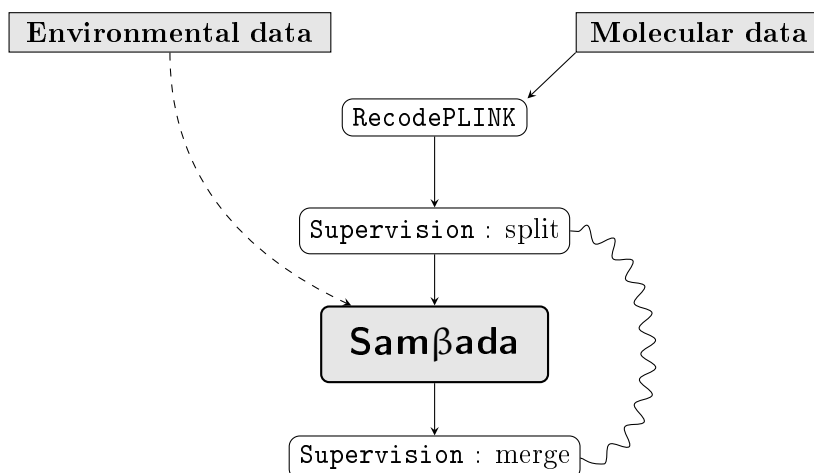 Environmental data
Molecular data
RecodePLINK
Supervision : split
Samβada
Supervision : merge